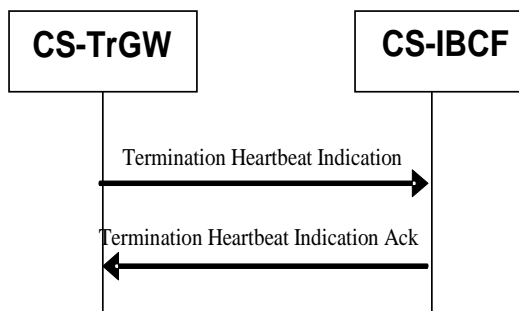 CS-TrGW
CS-IBCF
Termination Heartbeat Indication
Termination Heartbeat Indication Ack